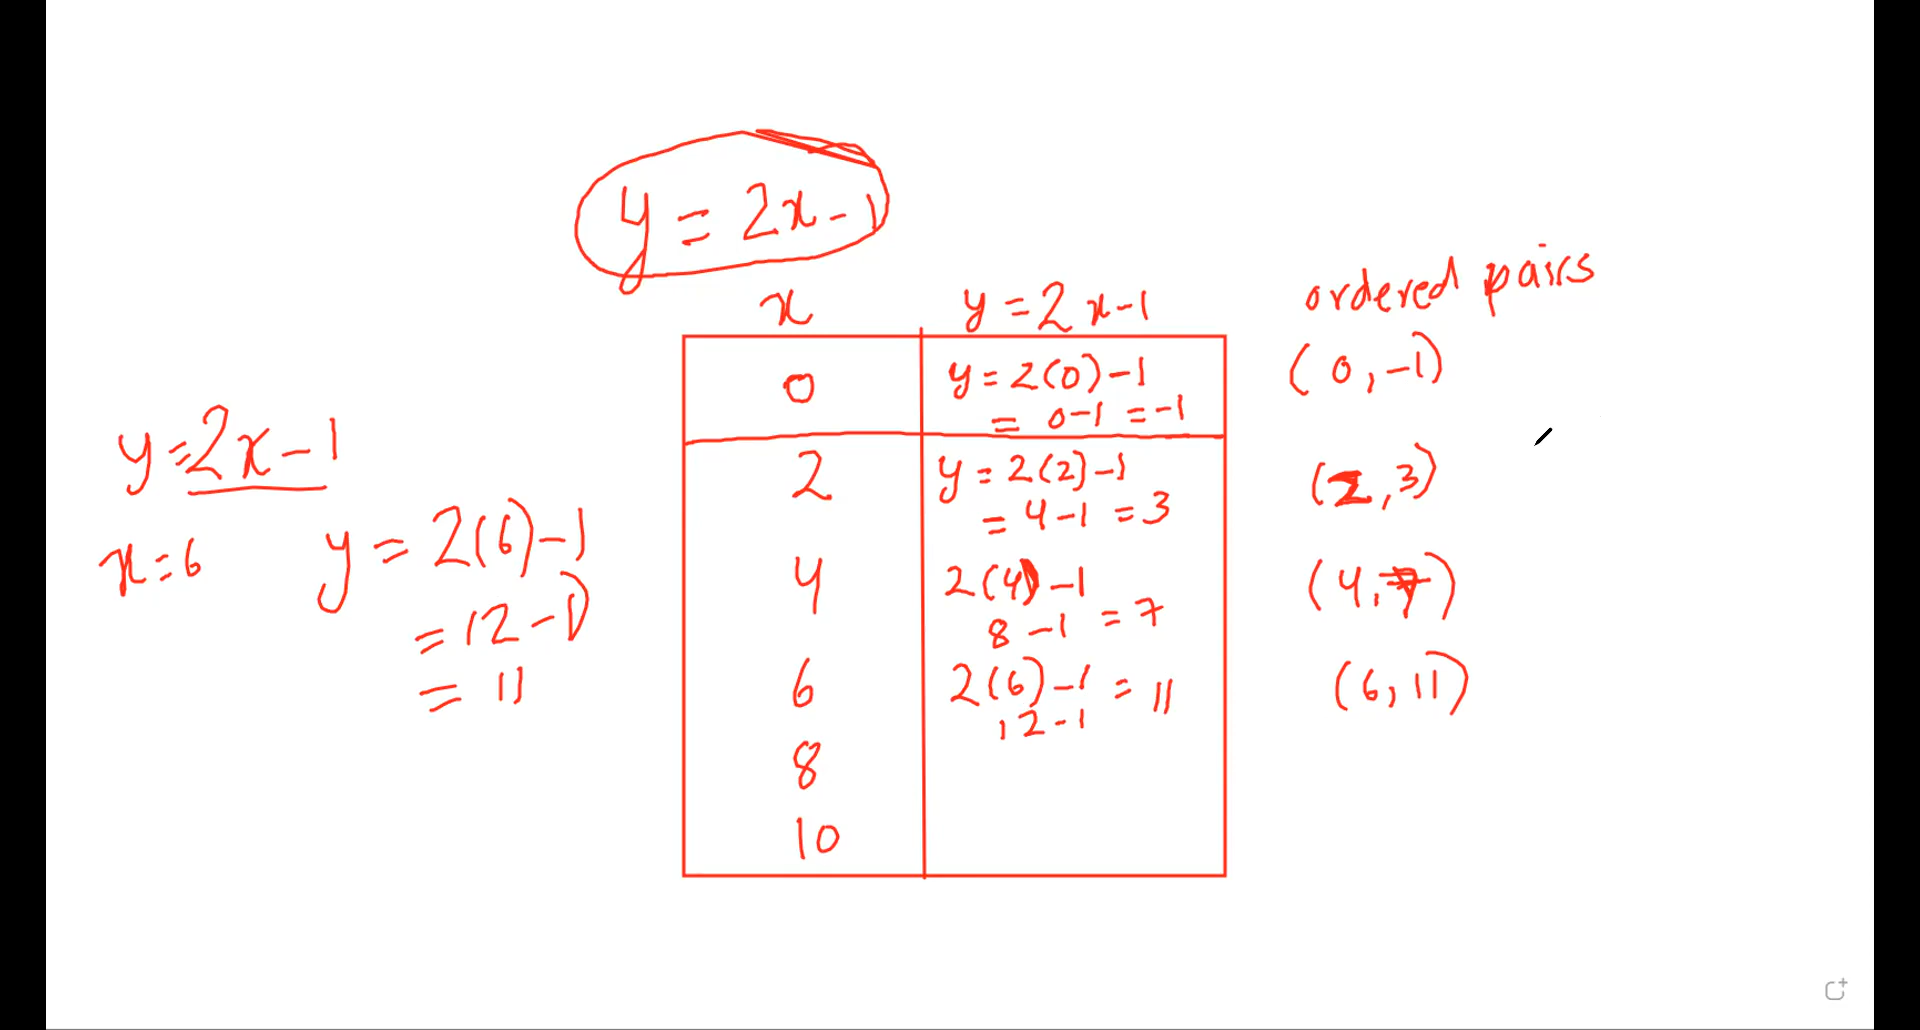 y = 2x - 1
x y = 2x - 1 ordered pairs
0 y = 2(0) - 1 (0, -1)
= 0 - 1 = -1
y = 2x - 1
2 y = 2(2) - 1 (2, 3)
= 4 - 1 = 3
x = 6 y = 2(6) - 1
= 12 - 1
= 11
4 2(4) - 1 (4, 7)
8 - 1 = 7
6 2(6) - 1 = 11 (6, 11)
12 - 1
8
10